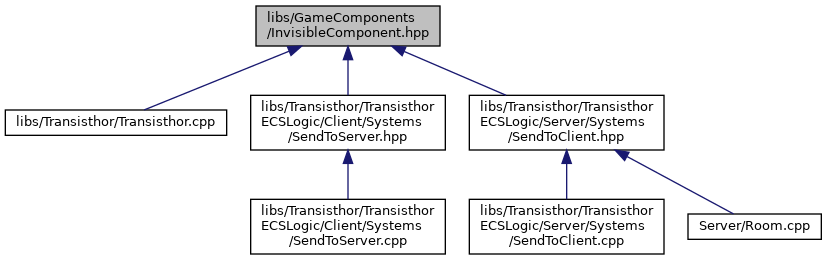 libs/GameComponents
/InvisibleComponent.hpp
libs/Transisthor/Transisthor.cpp
libs/Transisthor/Transisthor
ECSLogic/Client/Systems
/SendToServer.hpp
libs/Transisthor/Transisthor
ECSLogic/Server/Systems
/SendToClient.hpp
libs/Transisthor/Transisthor
ECSLogic/Client/Systems
/SendToServer.cpp
libs/Transisthor/Transisthor
ECSLogic/Server/Systems
/SendToClient.cpp
Server/Room.cpp